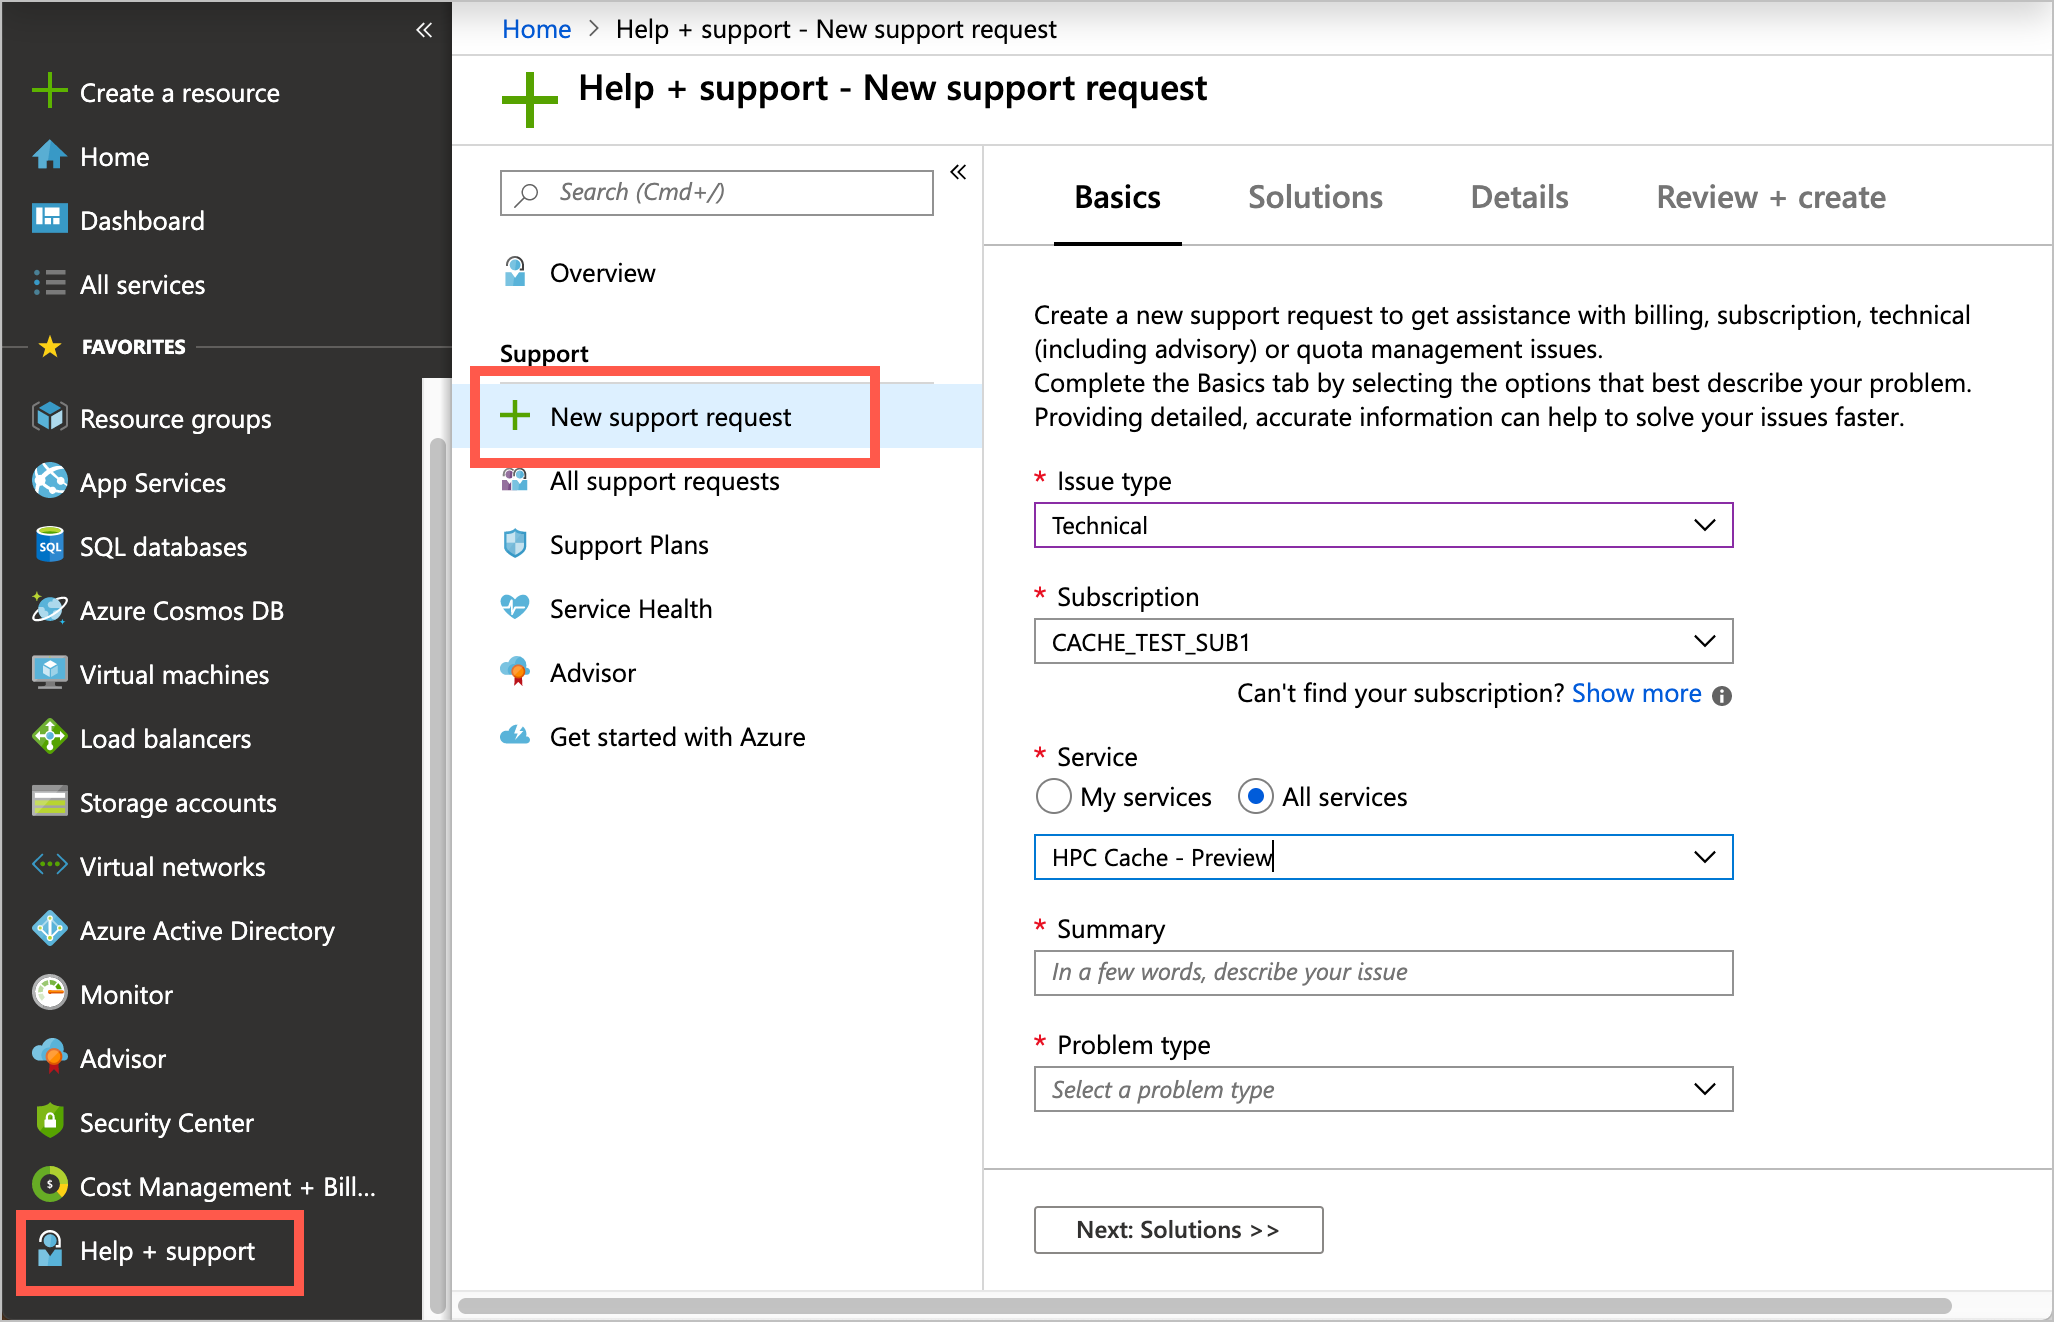 «
Create a resource
Home
Dashboard
All services
FAVORITES
Resource groups
App Services
SQL
SQL databases
Azure Cosmos DB
Virtual machines
Load balancers
Storage accounts
Virtual networks
Azure Active Directory
Monitor
Advisor
Security Center
$
Cost Management + Bill...
Help + support
Home > Help + support - New support request
Help + support - New support request
Search (Cmd+/)
«
Overview
Support
New support request
All support requests
Support Plans
Service Health
Advisor
Get started with Azure
Basics Solutions Details Review + create
Create a new support request to get assistance with billing, subscription, technical
(including advisory) or quota management issues.
Complete the Basics tab by selecting the options that best describe your problem.
Providing detailed, accurate information can help to solve your issues faster.
* Issue type
Technical
* Subscription
CACHE_TEST_SUB1
Can't find your subscription? Show more i
* Service
My services All services
HPC Cache - Preview
* Summary
In a few words, describe your issue
* Problem type
Select a problem type
Next: Solutions >>